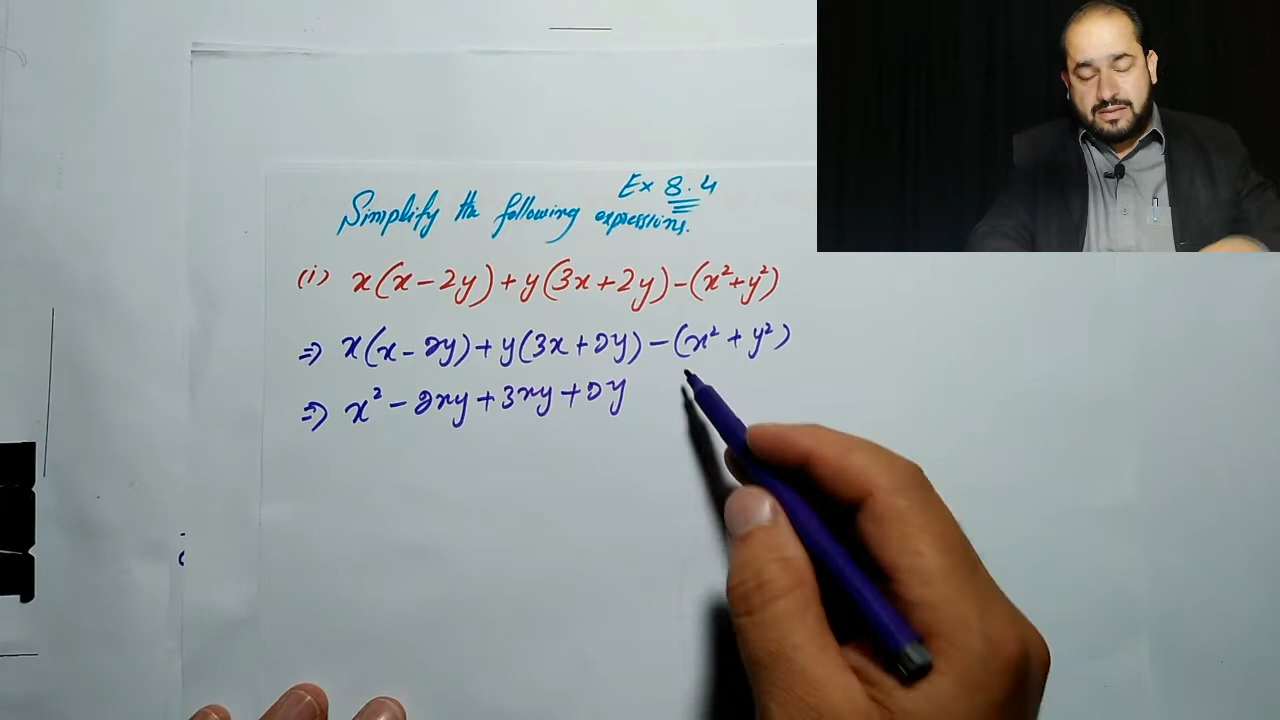 Ex 8.4
Simplify the following expressions.
(i) x(x-2y)+y(3x+2y)-(x²+y²)
⇒ x(x-2y)+y(3x+2y)-(x²+y²)
⇒ x²-2xy+3xy+2y